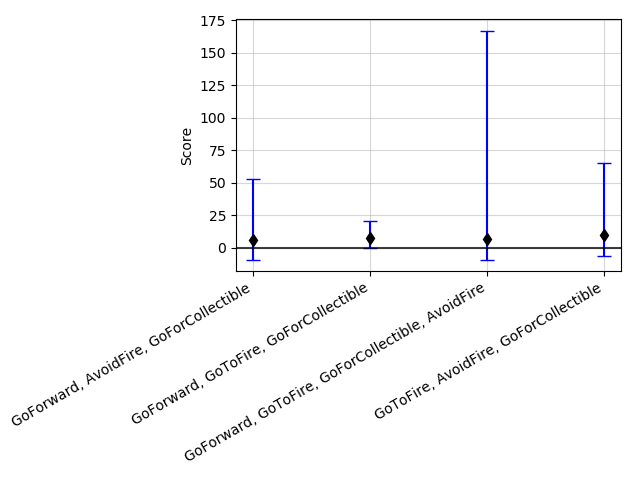 175
150
125
100
75
50
25
0
Score
GoForward, AvoidFire, GoForCollectible
GoForward, GoToFire, GoForCollectible
GoForward, GoToFire, GoForCollectible, AvoidFire
GoToFire, AvoidFire, GoForCollectible